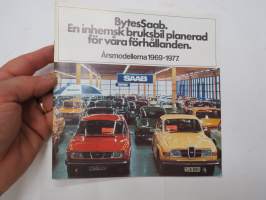 BytesSaab.
En inhemsk bruksbil planerad
för våra förhållanden.
Årsmodellerna 1969-1977.
SAAB